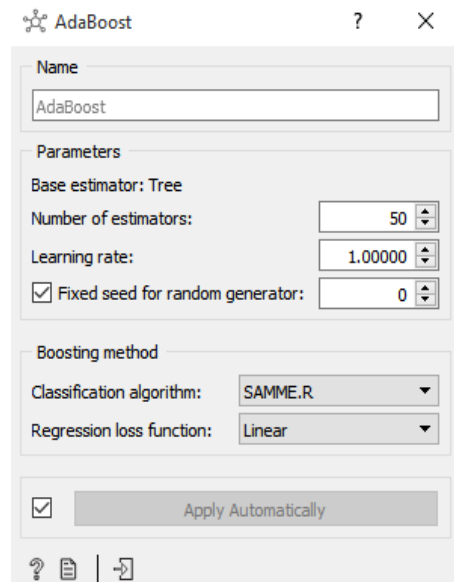 AdaBoost ?
Name
AdaBoost
Parameters
Base estimator: Tree
Number of estimators: 50
Learning rate: 1.00000
Fixed seed for random generator: 0
Boosting method
Classification algorithm: SAMME.R
Regression loss function: Linear
Apply Automatically
?